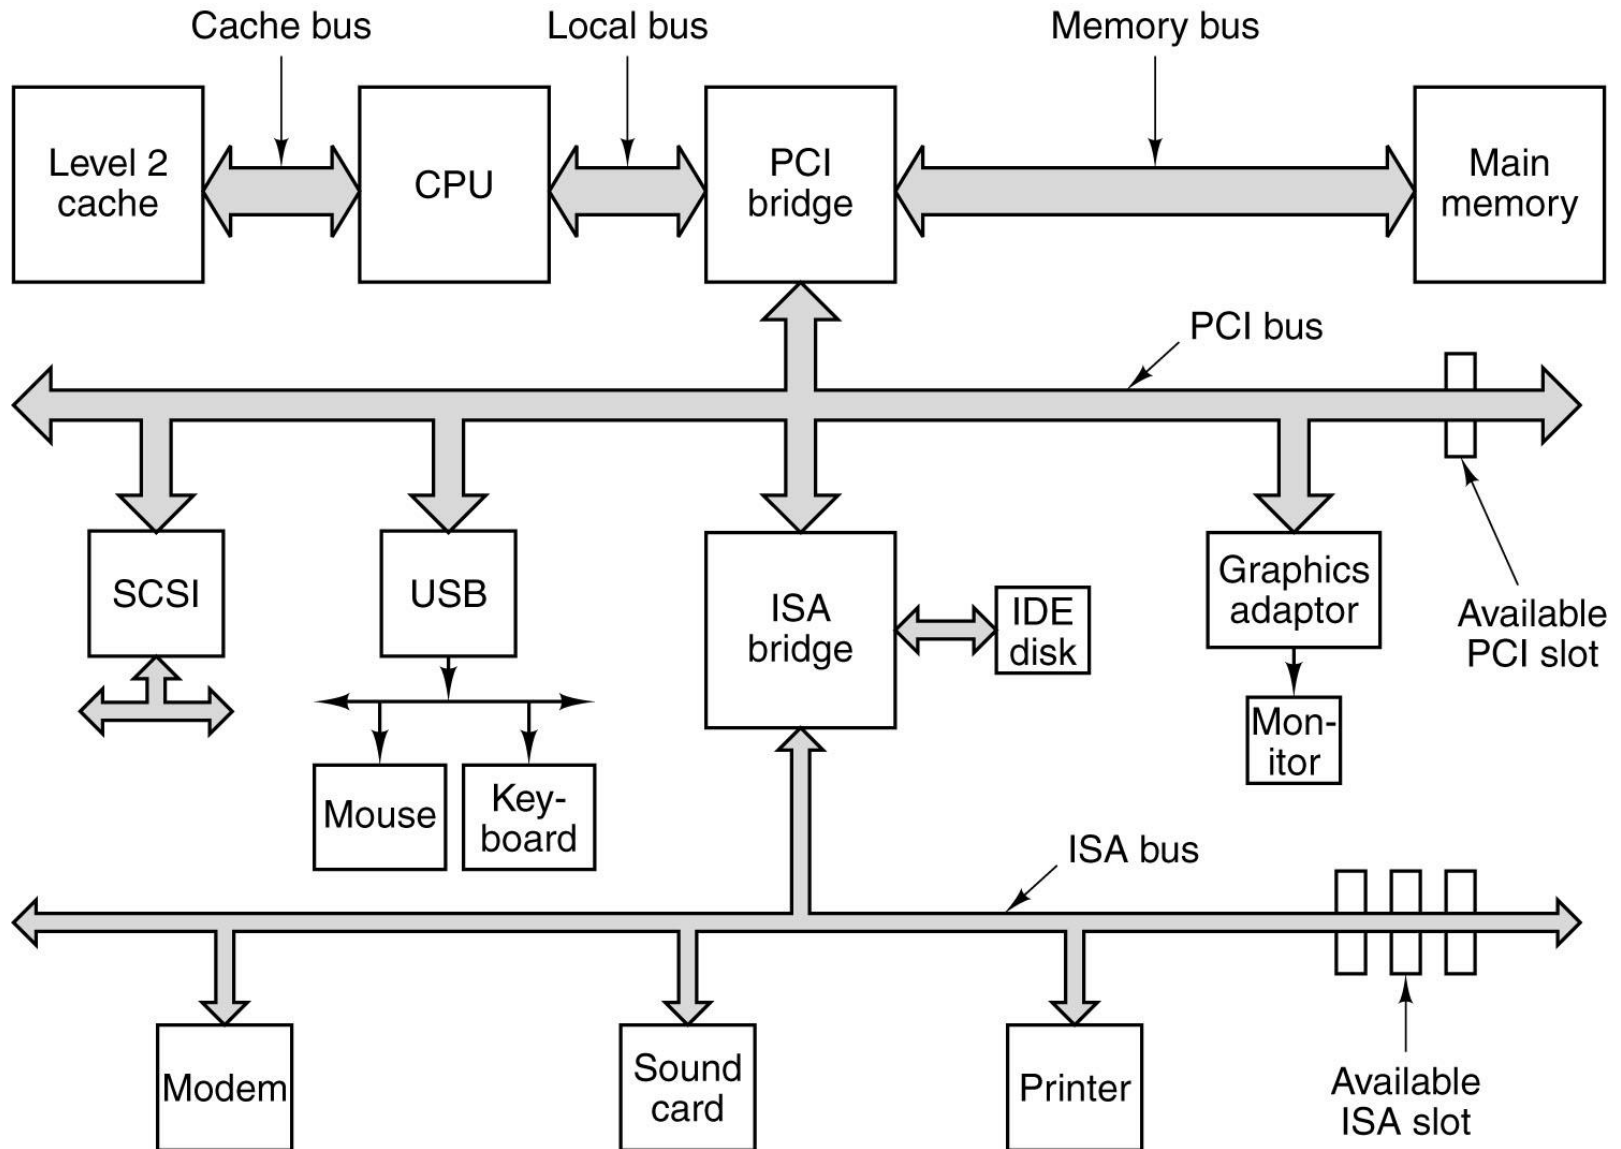 Cache bus
Local bus
Memory bus
Level 2
cache
CPU
PCI
bridge
Main
memory
PCI bus
SCSI
USB
ISA
bridge
IDE
disk
Graphics
adaptor
Available
PCI slot
Mon-
itor
Mouse
Key-
board
ISA bus
Modem
Sound
card
Printer
Available
ISA slot